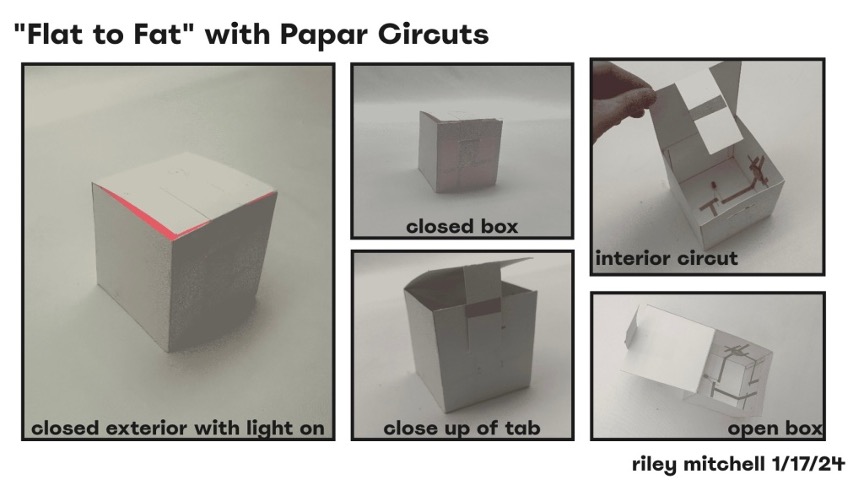 "Flat to Fat" with Papar Circuts
closed exterior with light on
closed box
close up of tab
interior circut
open box
riley mitchell 1/17/24